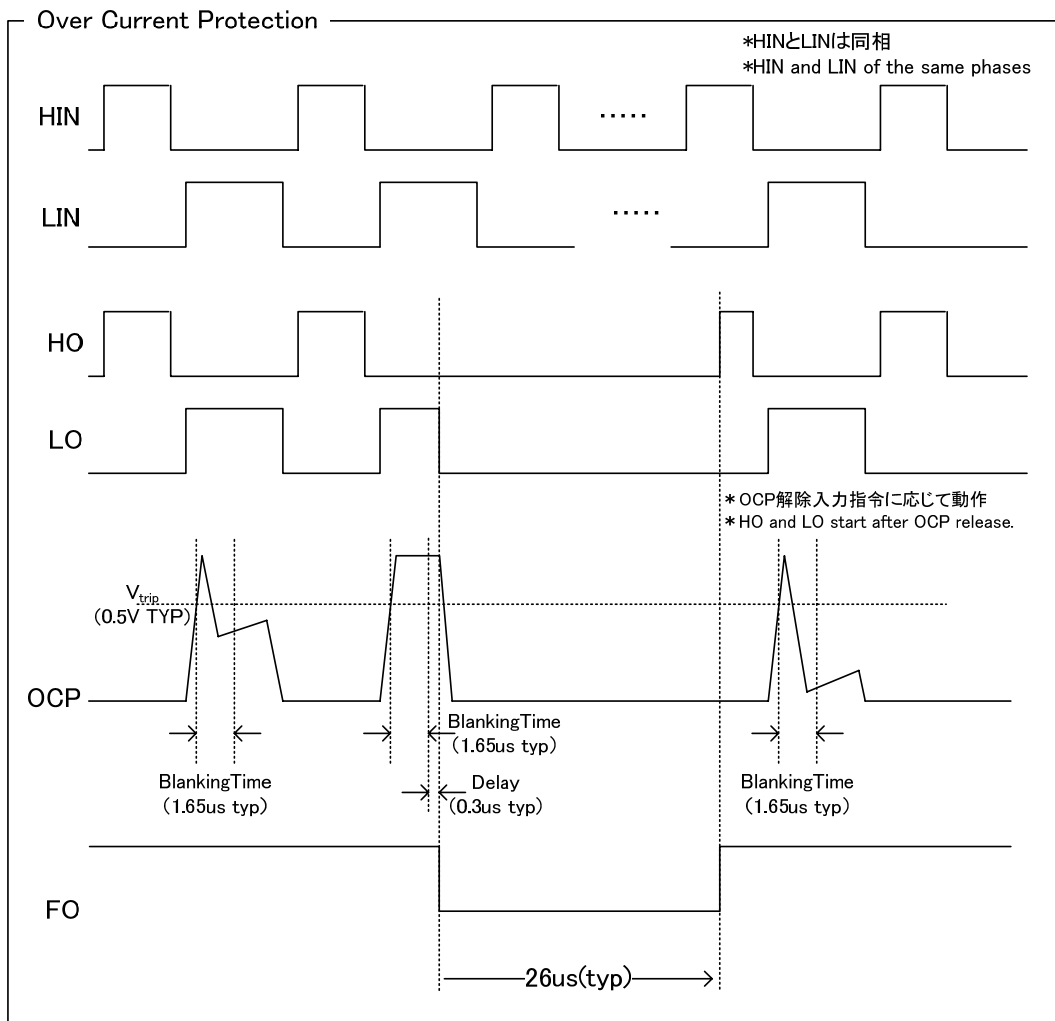 Over Current Protection
*HINとLINは同相
*HIN and LIN of the same phases
HIN
.....
LIN
.....
HO
LO
* OCP解除入力指令に応じて動作
* HO and LO start after OCP release.
Vtrip
(0.5V TYP)
OCP
BlankingTime
(1.65us typ)
BlankingTime
(1.65us typ)
Delay
(0.3us typ)
BlankingTime
(1.65us typ)
FO
26us(typ)